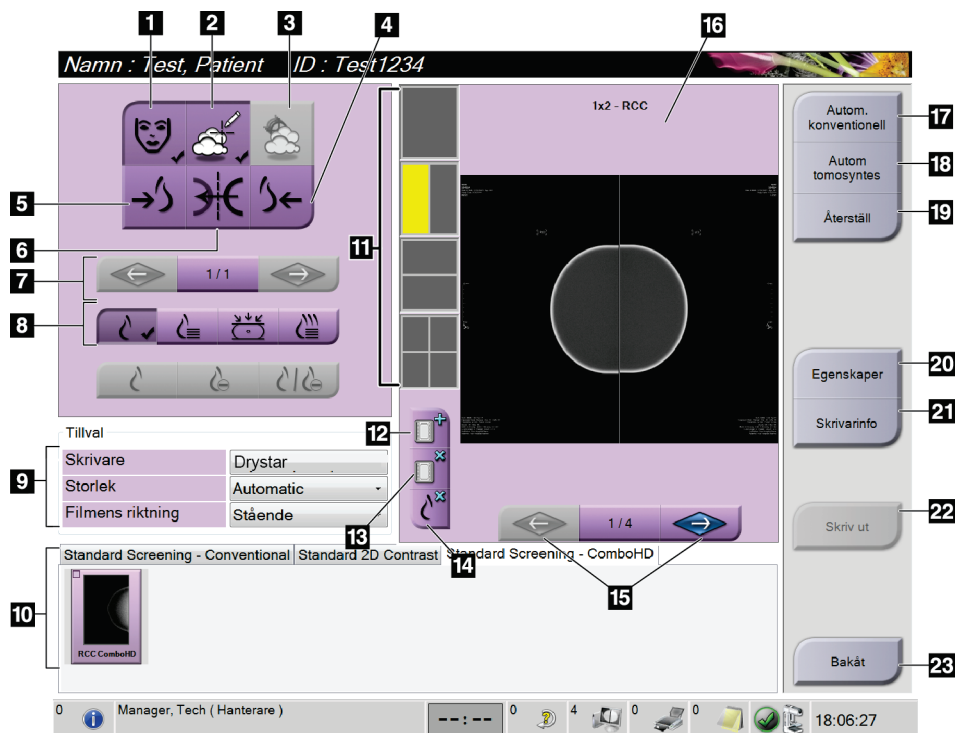 1
2
3
4
16
Namn : Test, Patient ID : Test1234
1x2 - RCC
Autom.
konventionell
17
Autom
tomosyntes
18
Återställ
19
5
6
11
7
1/1
8
Egenskaper
20
Skrivarinfo
21
Tillval
12
9
Skrivare
Drystar
Storlek
Automatic
Filmens riktning
Stående
13
14
1/4
15
Skriv ut
22
10
Standard Screening - Conventional
Standard 2D Contrast
Standard Screening - ComboHD
RCC ComboHD
Bakåt
23
0
Manager, Tech ( Hanterare )
--:--
0
4
0
0
18:06:27